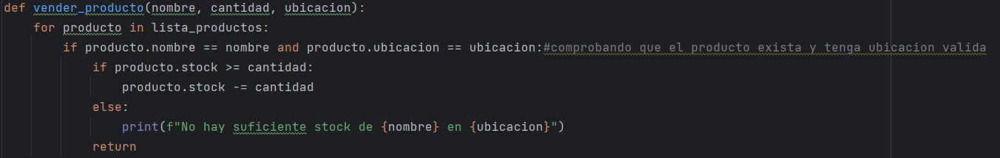 def vender_producto(nombre, cantidad, ubicacion):
    for producto in lista_productos:
        if producto.nombre == nombre and producto.ubicacion == ubicacion:#comprobando que el producto exista y tenga ubicacion valida
            if producto.stock >= cantidad:
                producto.stock -= cantidad
            else:
                print(f"No hay suficiente stock de {nombre} en {ubicacion}")
            return